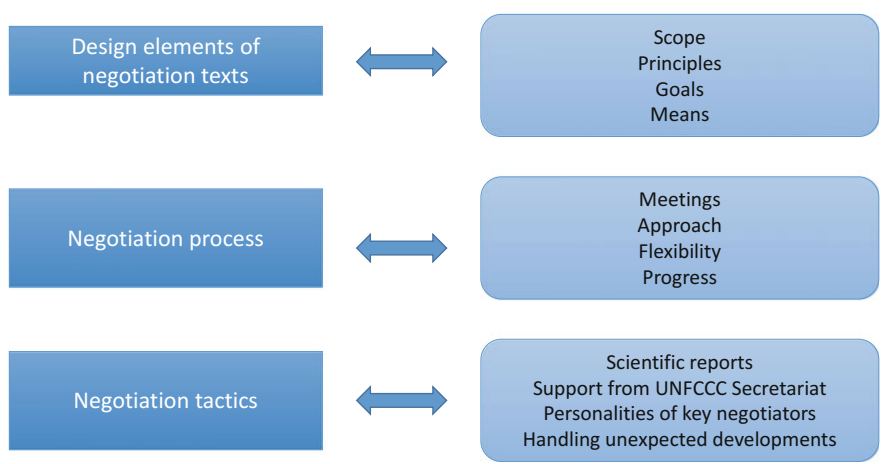 Design elements of
negotiation texts
Scope
Principles
Goals
Means
Negotiation process
Meetings
Approach
Flexibility
Progress
Negotiation tactics
Scientific reports
Support from UNFCCC Secretariat
Personalities of key negotiators
Handling unexpected developments